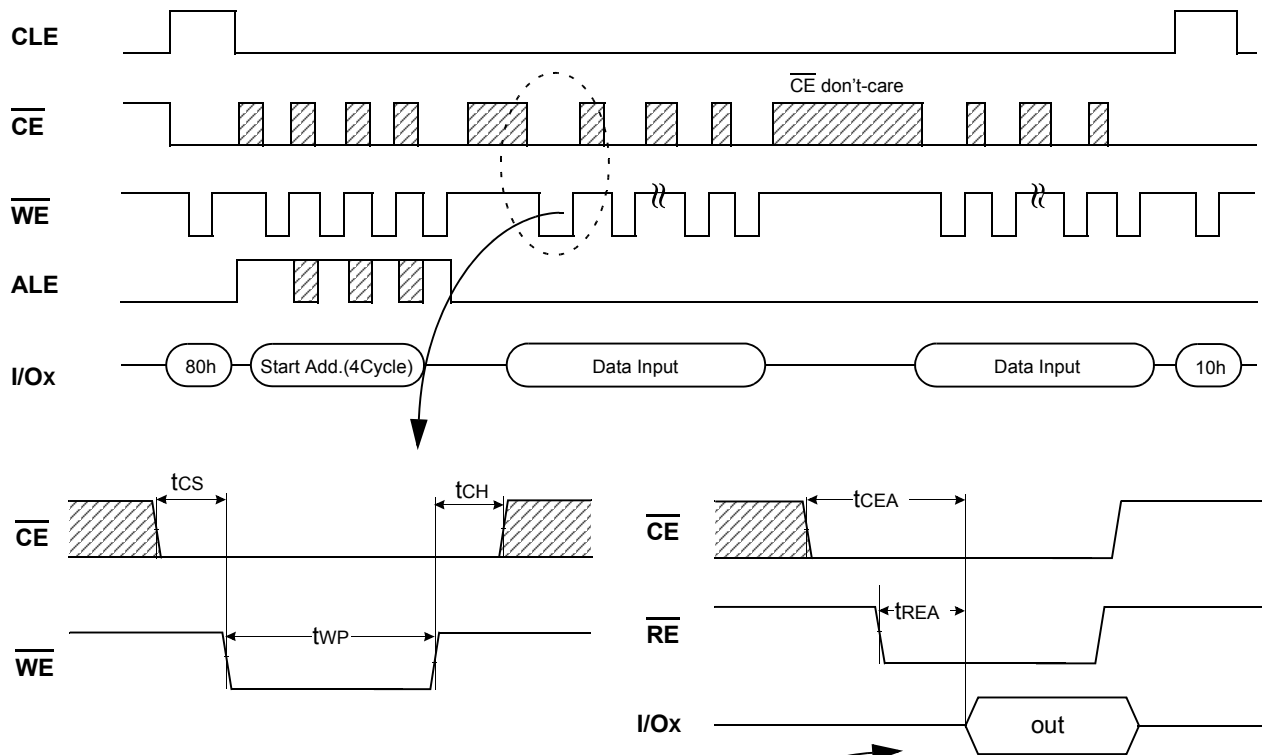 CLE
CE don't-care
CE
WE
ALE
I/Ox 80h Start Add.(4Cycle) Data Input Data Input 10h
tCS tCH
CE
tWP
WE
tCEA
CE
tREA
RE
I/Ox out